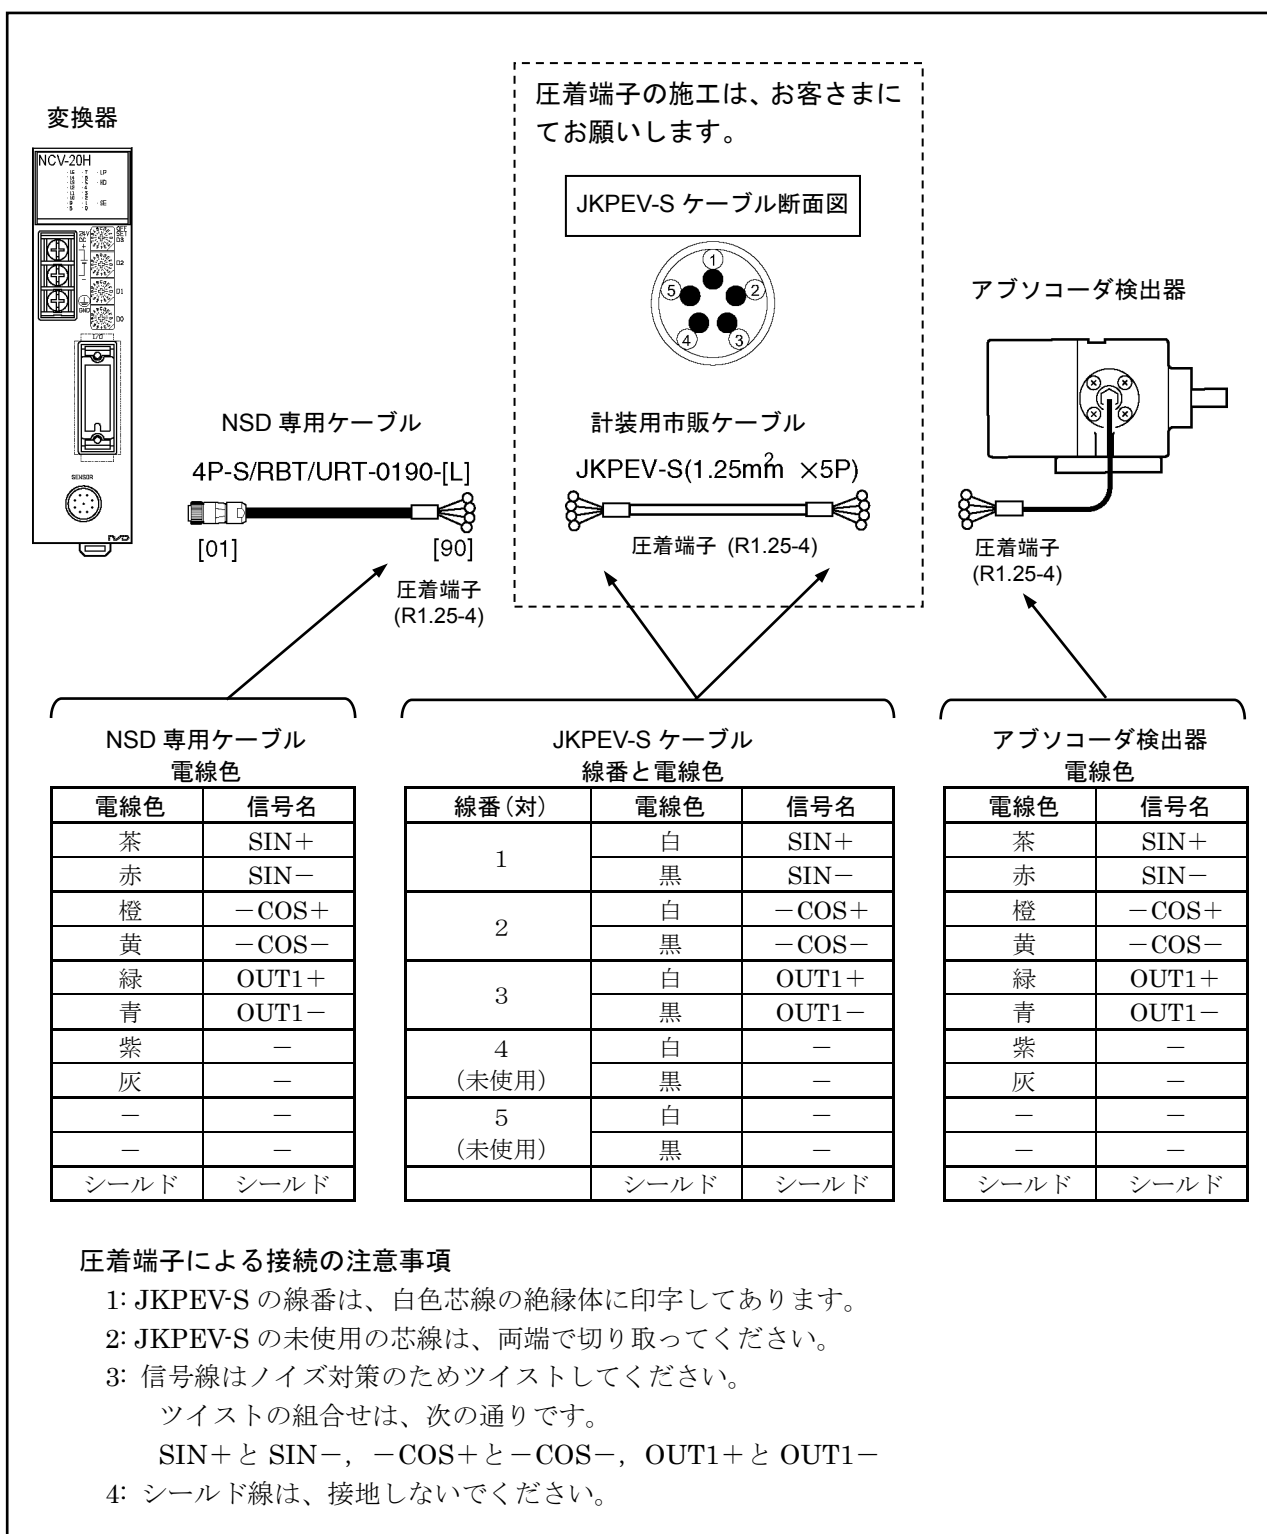 圧着端子の施工は、お客さまに
てお願いします。
変換器
NCV-20H
JKPEV-S ケーブル断面図
1
5
2
4
3
24V
DC
+
−
GND
OFF
SET
D3
D2
D1
D0
I/O
SENSOR
NSD
アブソコーダ検出器
NSD 専用ケーブル
4P-S/RBT/URT-0190-[L]
[01]
[90]
圧着端子
(R1.25-4)
計装用市販ケーブル
JKPEV-S(1.25mm² ×5P)
圧着端子 (R1.25-4)
圧着端子
(R1.25-4)
NSD 専用ケーブル
電線色
電線色 信号名
茶 SIN+
赤 SIN−
橙 −COS+
黄 −COS−
緑 OUT1+
青 OUT1−
紫 −
灰 −
− −
− −
シールド シールド
JKPEV-S ケーブル
線番と電線色
線番(対) 電線色 信号名
1 白 SIN+
黒 SIN−
2 白 −COS+
黒 −COS−
3 白 OUT1+
黒 OUT1−
4 白 −
(未使用) 黒 −
5 白 −
(未使用) 黒 −
シールド シールド
アブソコーダ検出器
電線色
電線色 信号名
茶 SIN+
赤 SIN−
橙 −COS+
黄 −COS−
緑 OUT1+
青 OUT1−
紫 −
灰 −
− −
− −
シールド シールド
圧着端子による接続の注意事項
1: JKPEV-S の線番は、白色芯線の絶縁体に印字してあります。
2: JKPEV-S の未使用の芯線は、両端で切り取ってください。
3: 信号線はノイズ対策のためツイストしてください。
ツイストの組合せは、次の通りです。
SIN+と SIN−, −COS+と−COS−, OUT1+と OUT1−
4: シールド線は、接地しないでください。